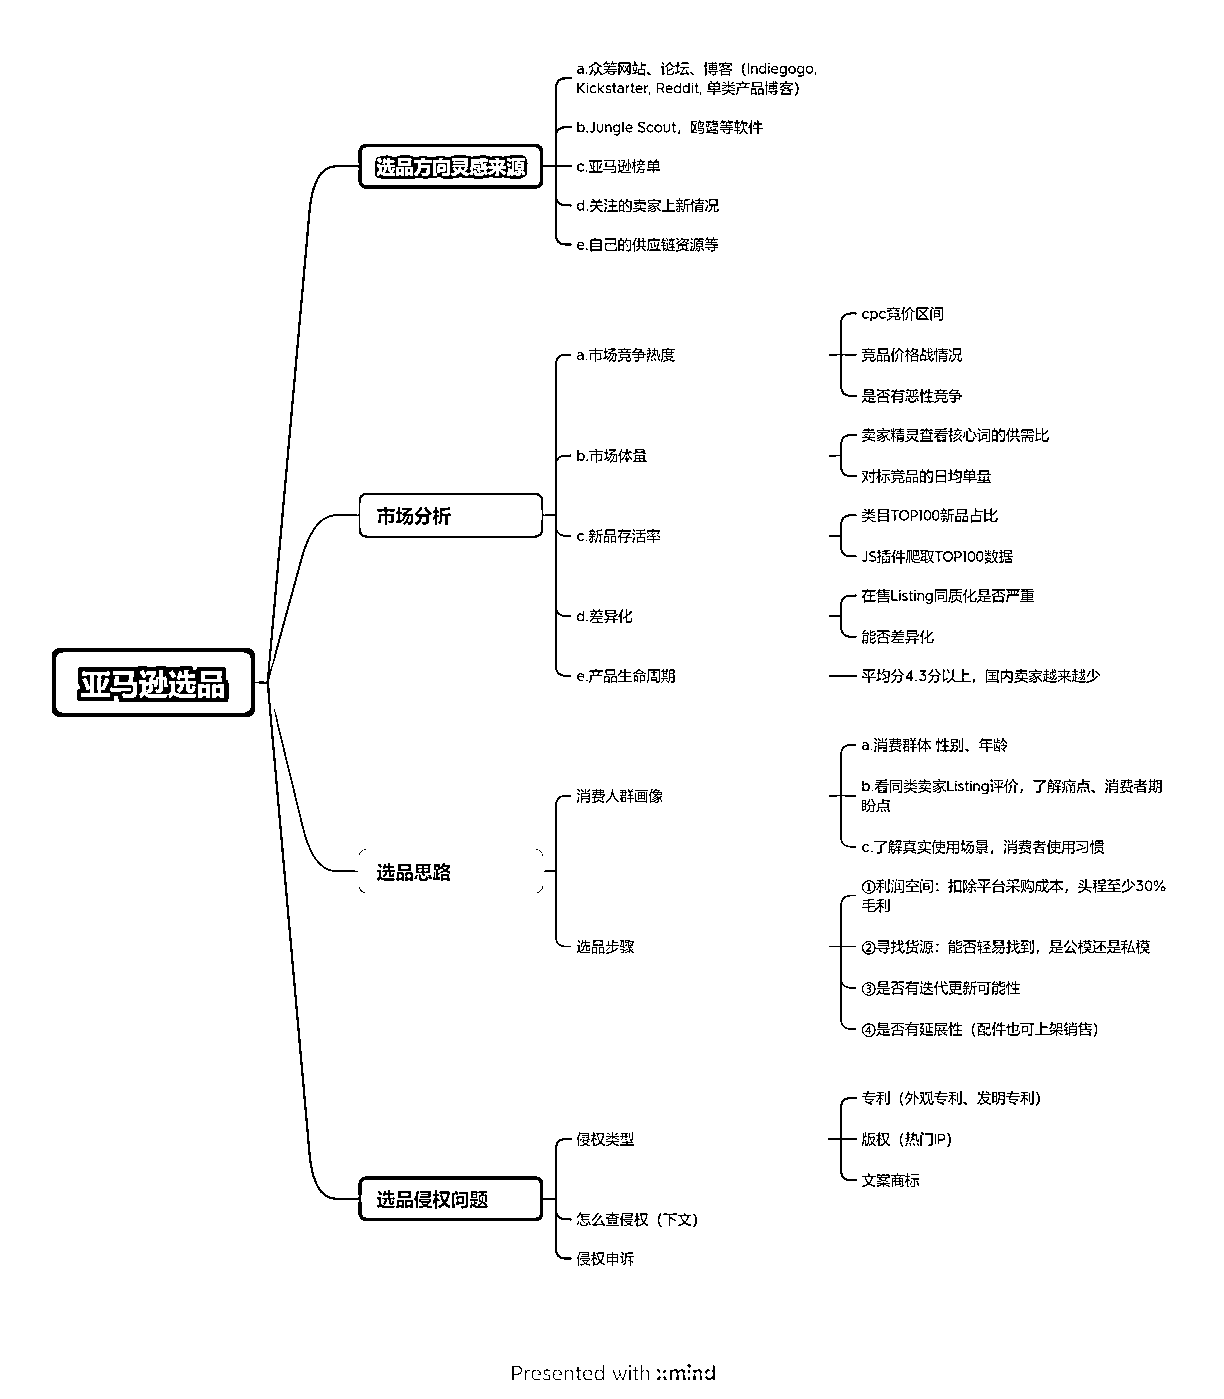 亚马逊选品
选品方向灵感来源
a.众筹网站、论坛、博客（Indiegogo,
Kickstarter, Reddit, 单类产品博客）
b.Jungle Scout，鸥鹭等软件
c.亚马逊榜单
d.关注的卖家上新情况
e.自己的供应链资源等
市场分析
a.市场竞争热度
cpc竞价区间
竞品价格战情况
是否有恶性竞争
b.市场体量
卖家精灵查看核心词的供需比
对标竞品的日均单量
c.新品存活率
类目TOP100新品占比
JS插件爬取TOP100数据
d.差异化
在售Listing同质化是否严重
能否差异化
e.产品生命周期
平均分4.3分以上，国内卖家越来越少
选品思路
消费人群画像
a.消费群体 性别、年龄
b.看同类卖家Listing评价，了解痛点、消费者期
盼点
c.了解真实使用场景，消费者使用习惯
选品步骤
①利润空间：扣除平台采购成本，头程至少30%
毛利
②寻找货源：能否轻易找到，是公模还是私模
③是否有迭代更新可能性
④是否有延展性（配件也可上架销售）
选品侵权问题
侵权类型
专利（外观专利、发明专利）
版权（热门IP）
文案商标
怎么查侵权（下文）
侵权申诉
Presented with xmind